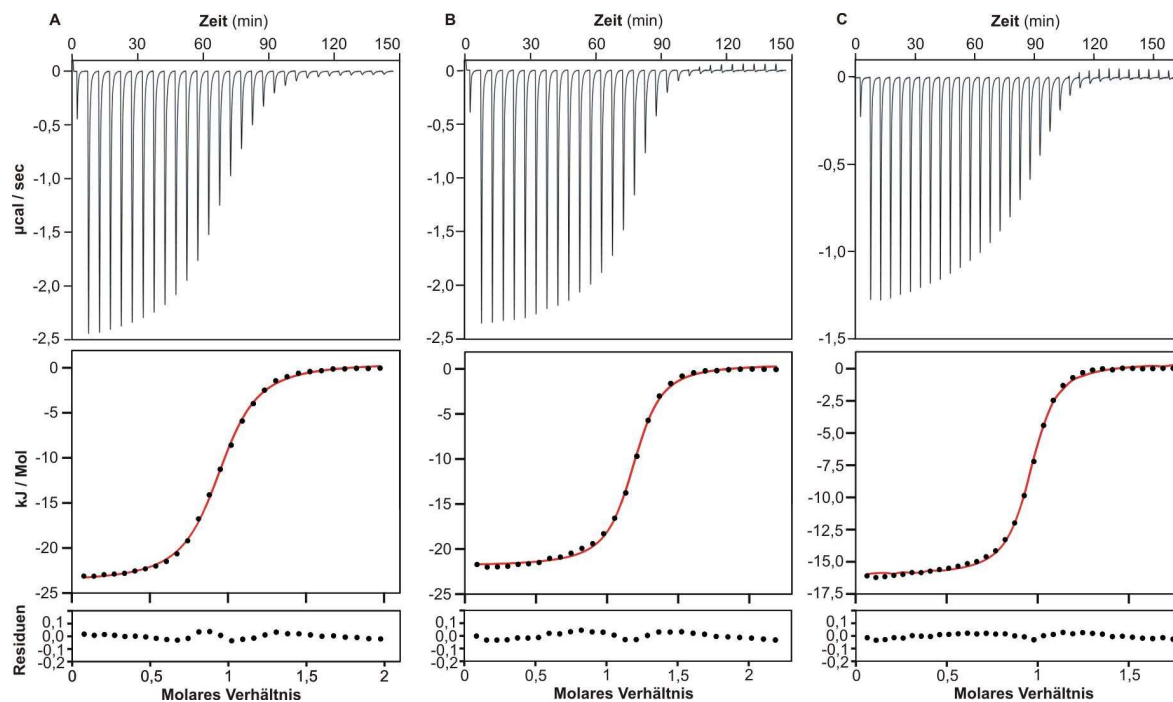 A
Zeit (min)
0 30 60 90 120 150
µcal / sec
0
-0,5
-1,0
-1,5
-2,0
-2,5
kJ / Mol
0
-5
-10
-15
-20
-25
Residuen
0,1
0,0
-0,1
-0,2
0 0,5 1 1,5 2
Molares Verhältnis
B
Zeit (min)
0 30 60 90 120 150
0
-0,5
-1,0
-1,5
-2,0
-2,5
0
-5
-10
-15
-20
-25
0,1
0,0
-0,1
-0,2
0 0,5 1 1,5 2
Molares Verhältnis
C
Zeit (min)
0 30 60 90 120 150
0
-0,5
-1,0
-1,5
0
-2,5
-5,0
-7,5
-10,0
-12,5
-15,0
-17,5
0,1
0,0
-0,1
-0,2
0 0,5 1 1,5
Molares Verhältnis